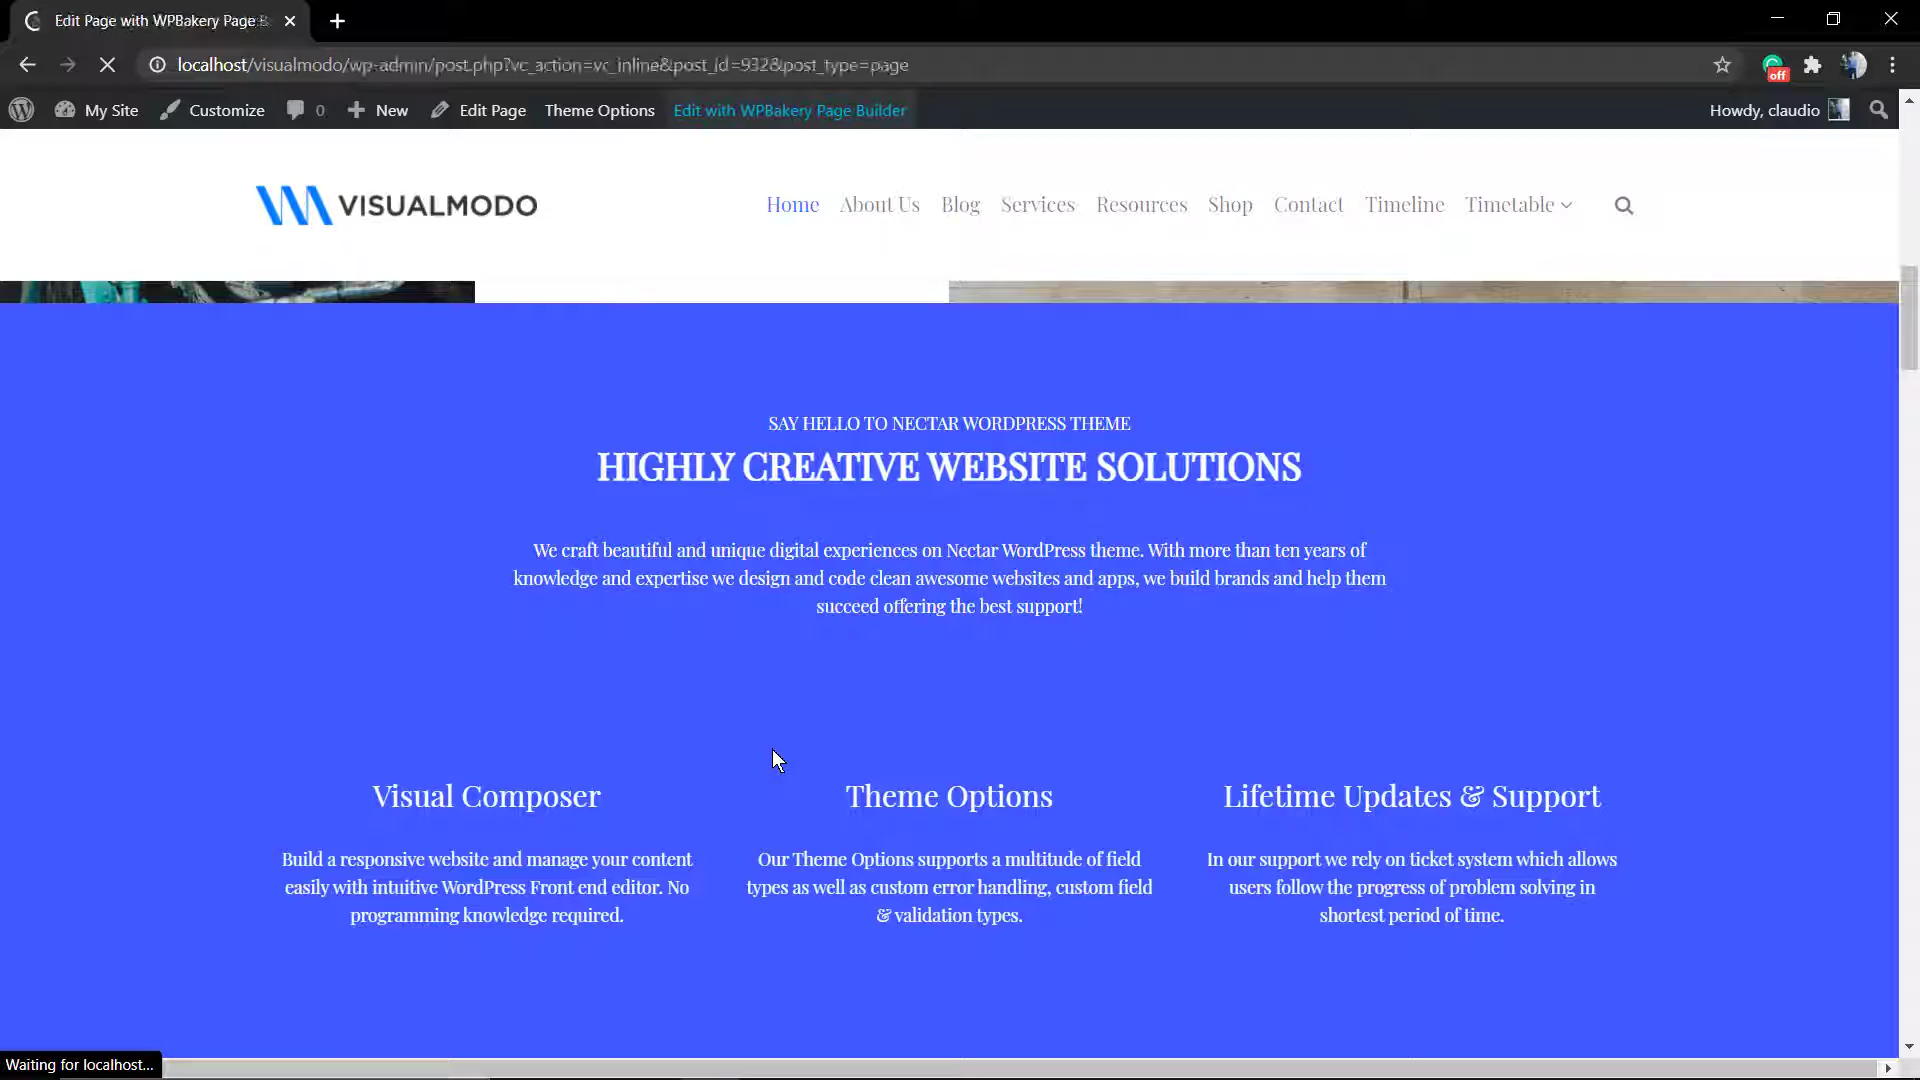 Edit Page with WPBakery Page B
localhost/visualmodo/wp-admin/post.php?vc_action=vc_inline&post_id=932&post_type=page
off
My Site Customize 0 New Edit Page Theme Options Edit with WPBakery Page Builder Howdy, claudio
VISUALMODO Home About Us Blog Services Resources Shop Contact Timeline Timetable
SAY HELLO TO NECTAR WORDPRESS THEME
HIGHLY CREATIVE WEBSITE SOLUTIONS
We craft beautiful and unique digital experiences on Nectar WordPress theme. With more than ten years of
knowledge and expertise we design and code clean awesome websites and apps, we build brands and help them
succeed offering the best support!
Visual Composer
Build a responsive website and manage your content
easily with intuitive WordPress Front end editor. No
programming knowledge required.
Theme Options
Our Theme Options supports a multitude of field
types as well as custom error handling, custom field
& validation types.
Lifetime Updates & Support
In our support we rely on ticket system which allows
users follow the progress of problem solving in
shortest period of time.
Waiting for localhost...